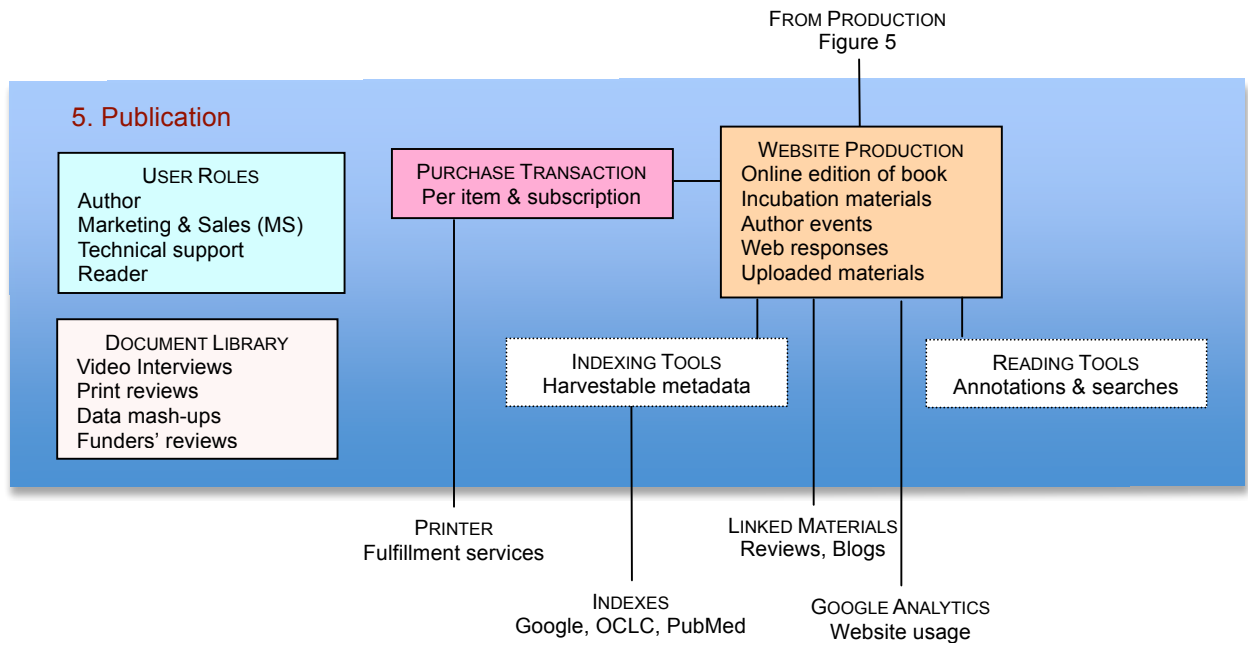 FROM PRODUCTION
Figure 5
5. Publication
USER ROLES
Author
Marketing & Sales (MS)
Technical support
Reader
DOCUMENT LIBRARY
Video Interviews
Print reviews
Data mash-ups
Funders’ reviews
PURCHASE TRANSACTION
Per item & subscription
WEBSITE PRODUCTION
Online edition of book
Incubation materials
Author events
Web responses
Uploaded materials
INDEXING TOOLS
Harvestable metadata
READING TOOLS
Annotations & searches
PRINTER
Fulfillment services
LINKED MATERIALS
Reviews, Blogs
INDEXES
Google, OCLC, PubMed
GOOGLE ANALYTICS
Website usage